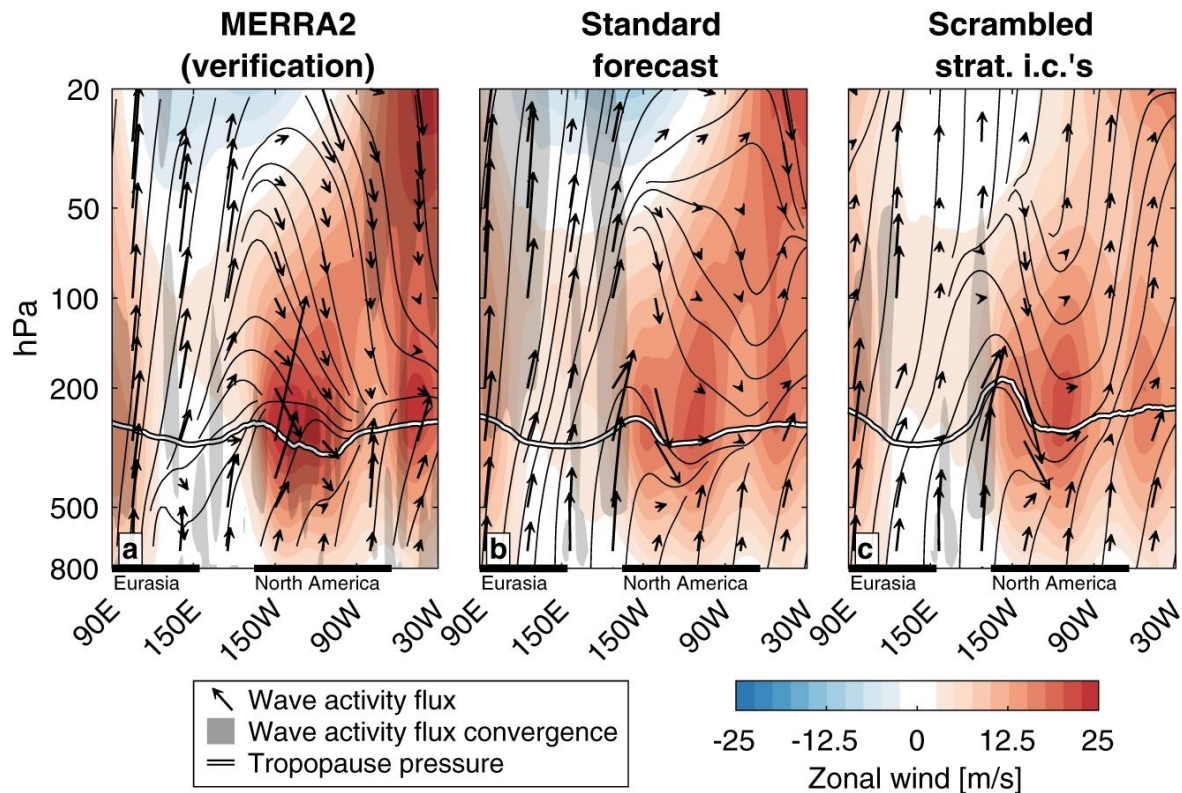 MERRA2
(verification)
Standard
forecast
Scrambled
strat. i.c.'s
hPa
20
50
100
200
500
800
a
b
c
Eurasia
North America
Eurasia
North America
Eurasia
North America
90E
150E
150W
90W
30W
90E
150E
150W
90W
30W
90E
150E
150W
90W
30W
Wave activity flux
Wave activity flux convergence
Tropopause pressure
-25
-12.5
0
12.5
25
Zonal wind [m/s]